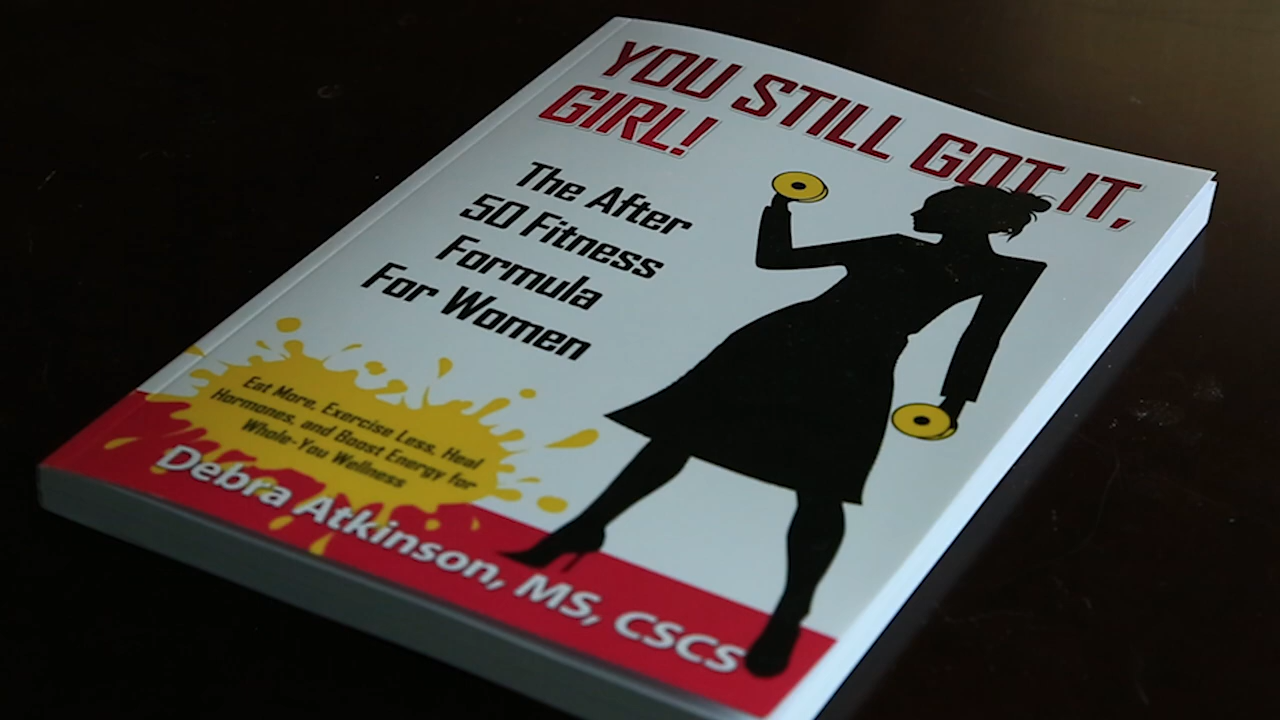 YOU STILL GOT IT,
GIRL!
The After
50 Fitness
Formula
For Women
Eat More, Exercise Less, Heal
Hormones, and Boost Energy for
Whole-You Wellness
Debra Atkinson, MS, CSCS